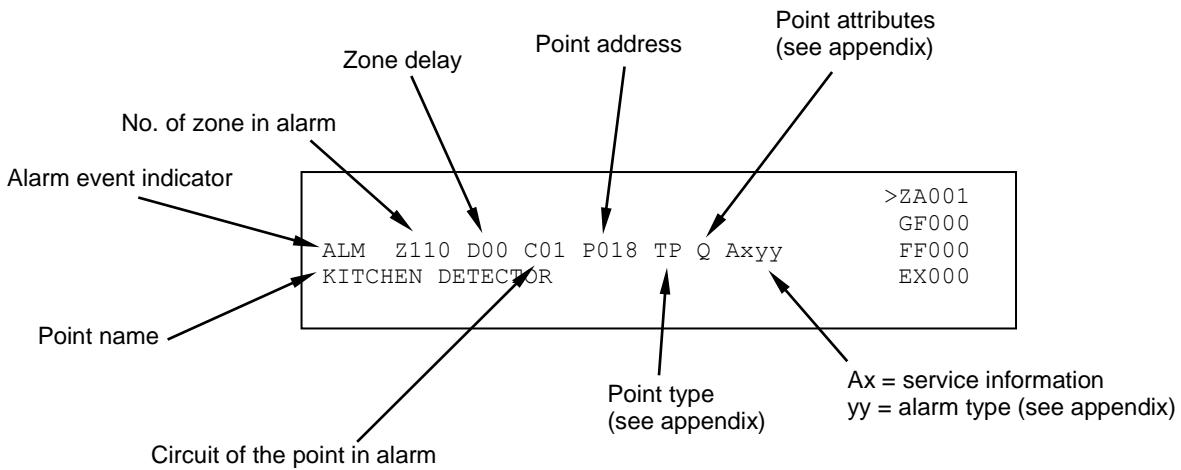 Point attributes
(see appendix)
Point address
Zone delay
No. of zone in alarm
Alarm event indicator
>ZA001
GF000
ALM Z110 D00 C01 P018 TP Q Axyy FF000
KITCHEN DETECTOR EX000
Point name
Point type
(see appendix)
Ax = service information
yy = alarm type (see appendix)
Circuit of the point in alarm